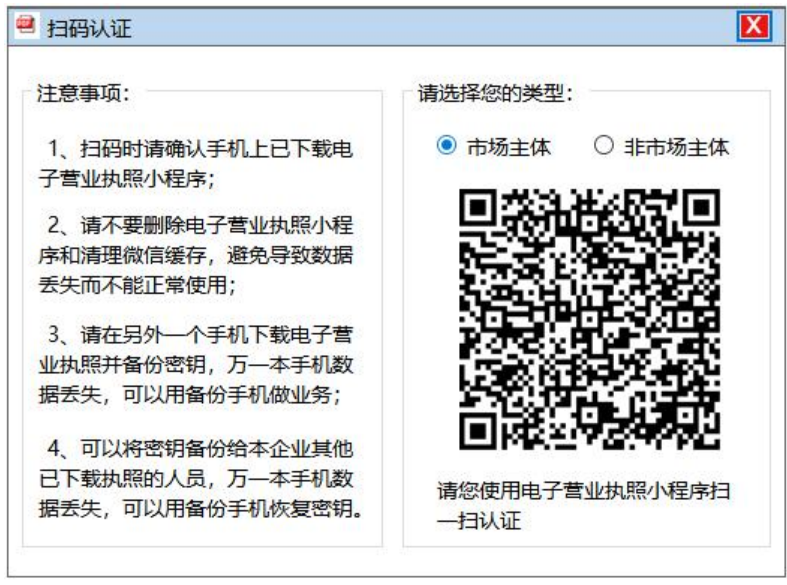 扫码认证
X
注意事项：
1、扫码时请确认手机上已下载电
子营业执照小程序；
2、请不要删除电子营业执照小程
序和清理微信缓存，避免导致数据
丢失而不能正常使用；
3、请在另外一个手机下载电子营
业执照并备份密钥，万一本手机数
据丢失，可以用备份手机做业务；
4、可以将密钥备份给本企业其他
已下载执照的人员，万一本手机数
据丢失，可以用备份手机恢复密钥。
请选择您的类型：
市场主体 非市场主体
请您使用电子营业执照小程序扫
一扫认证